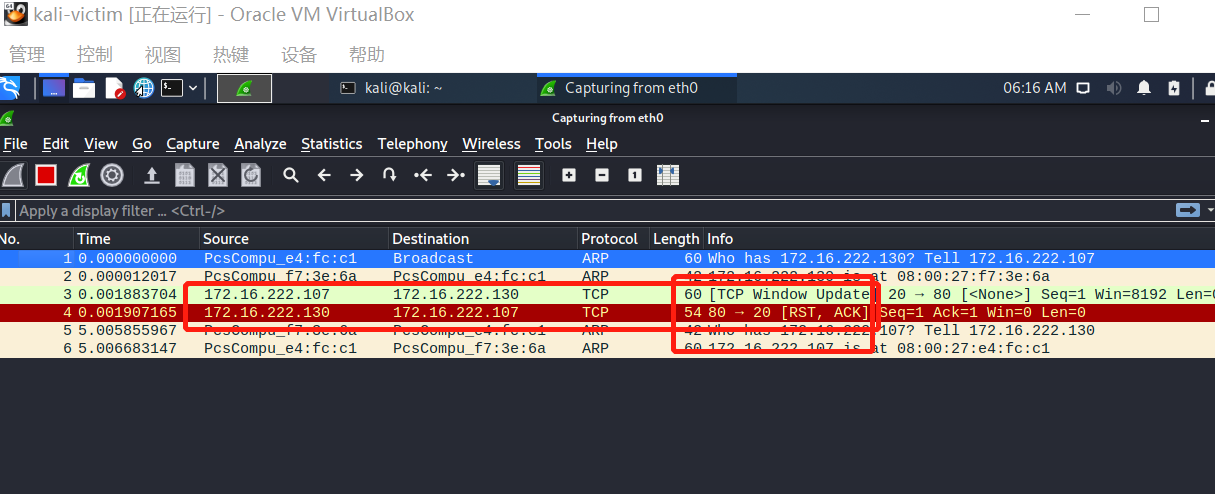 64
kali-victim [正在运行] - Oracle VM VirtualBox
管理 控制 视图 热键 设备 帮助
kali@kali: ~ Capturing from eth0 06:16 AM
Capturing from eth0
File Edit View Go Capture Analyze Statistics Telephony Wireless Tools Help
Apply a display filter … <Ctrl-/>
No. Time Source Destination Protocol Length Info
1 0.000000000 PcsCompu_e4:fc:c1 Broadcast ARP 60 Who has 172.16.222.130? Tell 172.16.222.107
2 0.000012017 PcsCompu_f7:3e:6a PcsCompu_e4:fc:c1 ARP 42 172.16.222.130 is at 08:00:27:f7:3e:6a
3 0.001883704 172.16.222.107 172.16.222.130 TCP 60 [TCP Window Update] 20 → 80 [<None>] Seq=1 Win=8192 Len=0
4 0.001907165 172.16.222.130 172.16.222.107 TCP 54 80 → 20 [RST, ACK] Seq=1 Ack=1 Win=0 Len=0
5 5.005855967 PcsCompu_f7:3e:6a PcsCompu_e4:fc:c1 ARP 42 Who has 172.16.222.107? Tell 172.16.222.130
6 5.006683147 PcsCompu_e4:fc:c1 PcsCompu_f7:3e:6a ARP 60 172.16.222.107 is at 08:00:27:e4:fc:c1